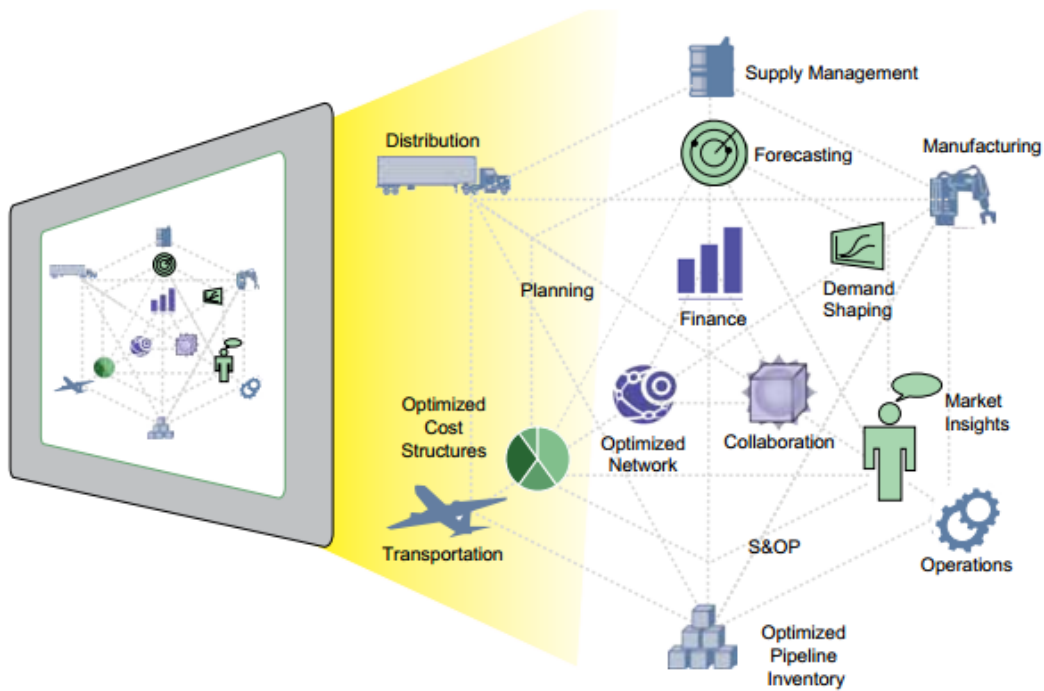 Supply Management
Distribution
Forecasting
Manufacturing
Planning
Finance
Demand
Shaping
Optimized
Cost
Structures
Optimized
Network
Collaboration
Market
Insights
Transportation
S&OP
Operations
Optimized
Pipeline
Inventory